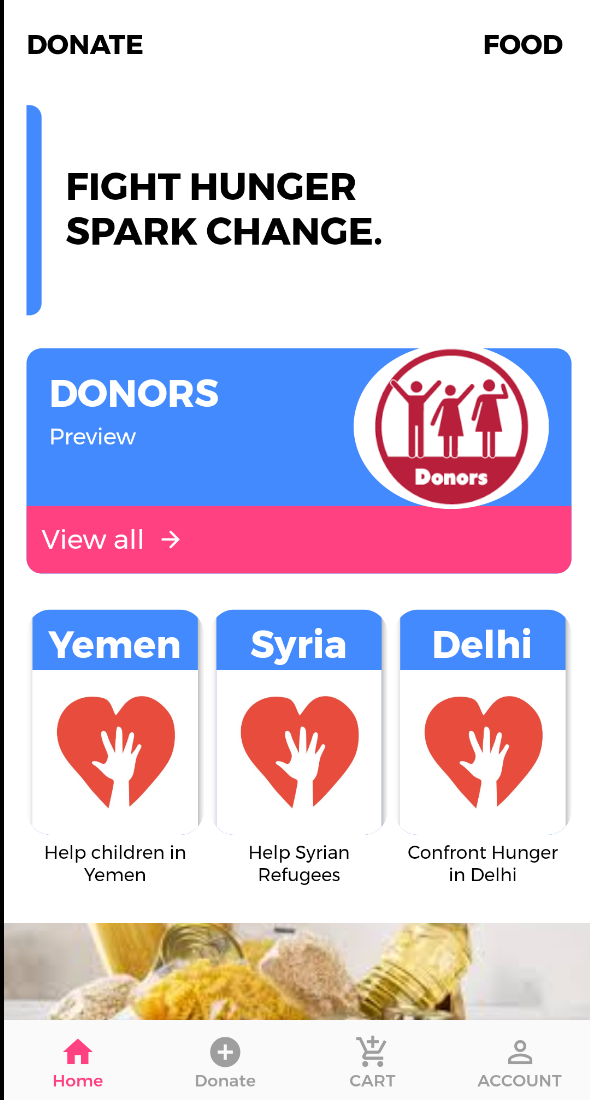 DONATE FOOD
FIGHT HUNGER
SPARK CHANGE.
DONORS
Preview
Donors
View all →
Yemen Syria Delhi
Help children in
Yemen
Help Syrian
Refugees
Confront Hunger
in Delhi
Home Donate CART ACCOUNT